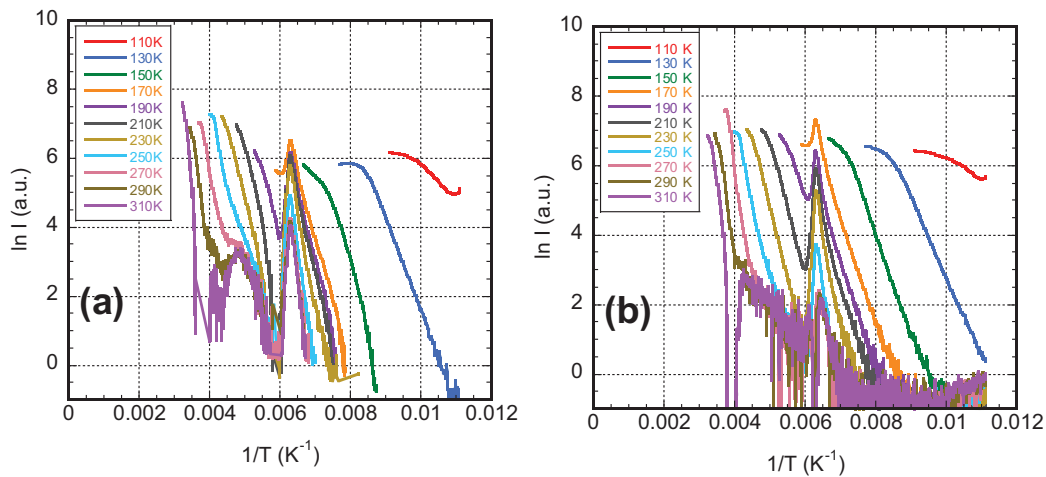 10
8
6
4
2
0
ln I (a.u.)
110K
130K
150K
170K
190K
210K
230K
250K
270K
290K
310K
(a)
0
0.002
0.004
0.006
0.008
0.01
0.012
1/T (K⁻¹)
10
8
6
4
2
0
ln I (a.u.)
110 K
130 K
150 K
170 K
190 K
210 K
230 K
250 K
270 K
290 K
310 K
(b)
0
0.002
0.004
0.006
0.008
0.01
0.012
1/T (K⁻¹)